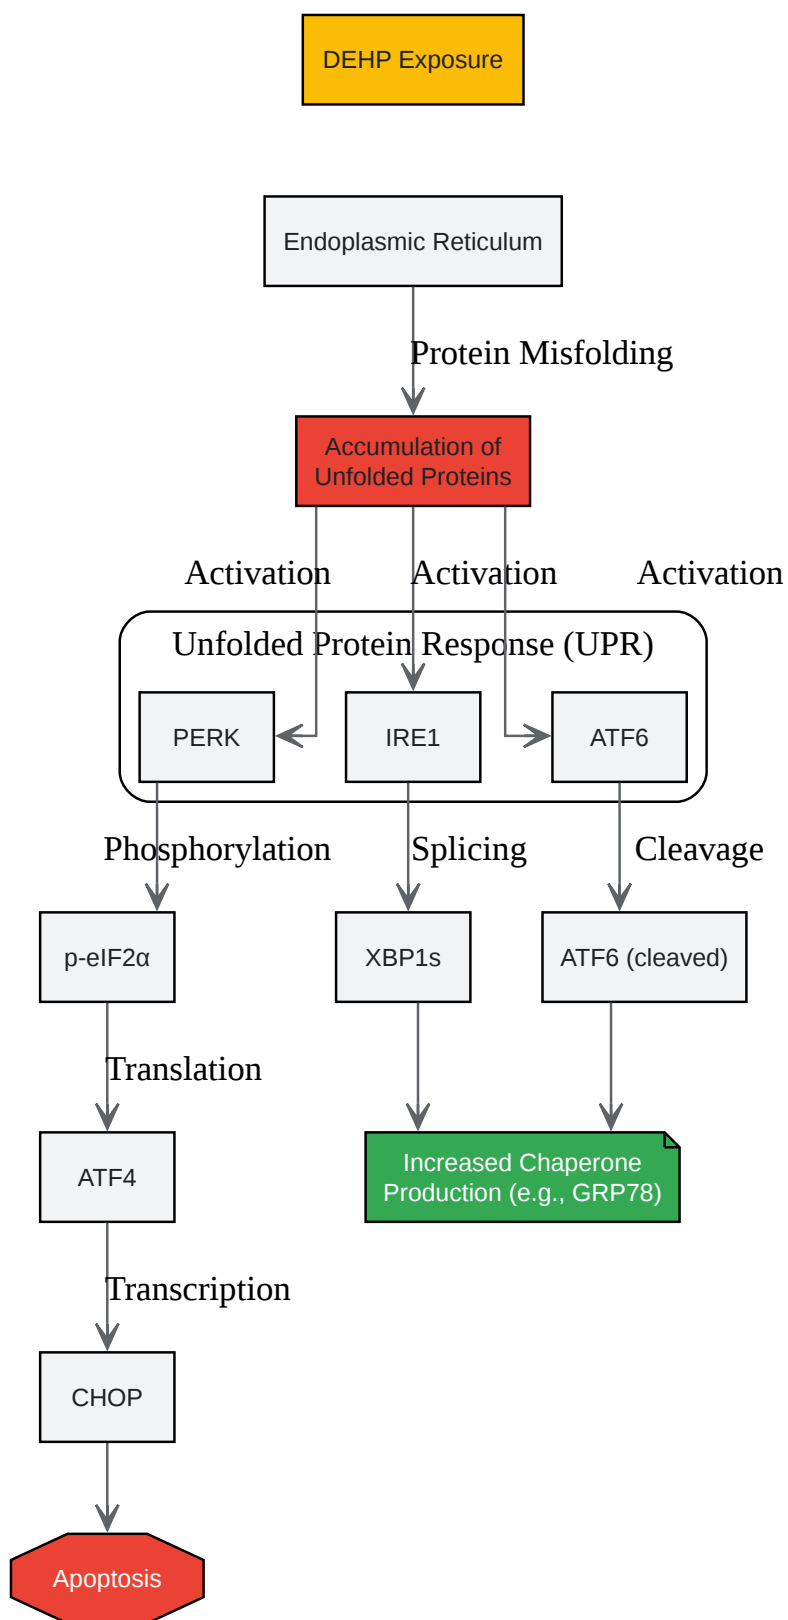 DEHP Exposure
Endoplasmic Reticulum
Protein Misfolding
Accumulation of
Unfolded Proteins
Activation
Activation
Activation
Unfolded Protein Response (UPR)
PERK
IRE1
ATF6
Phosphorylation
Splicing
Cleavage
p-eIF2α
XBP1s
ATF6 (cleaved)
Translation
ATF4
Increased Chaperone
Production (e.g., GRP78)
Transcription
CHOP
Apoptosis